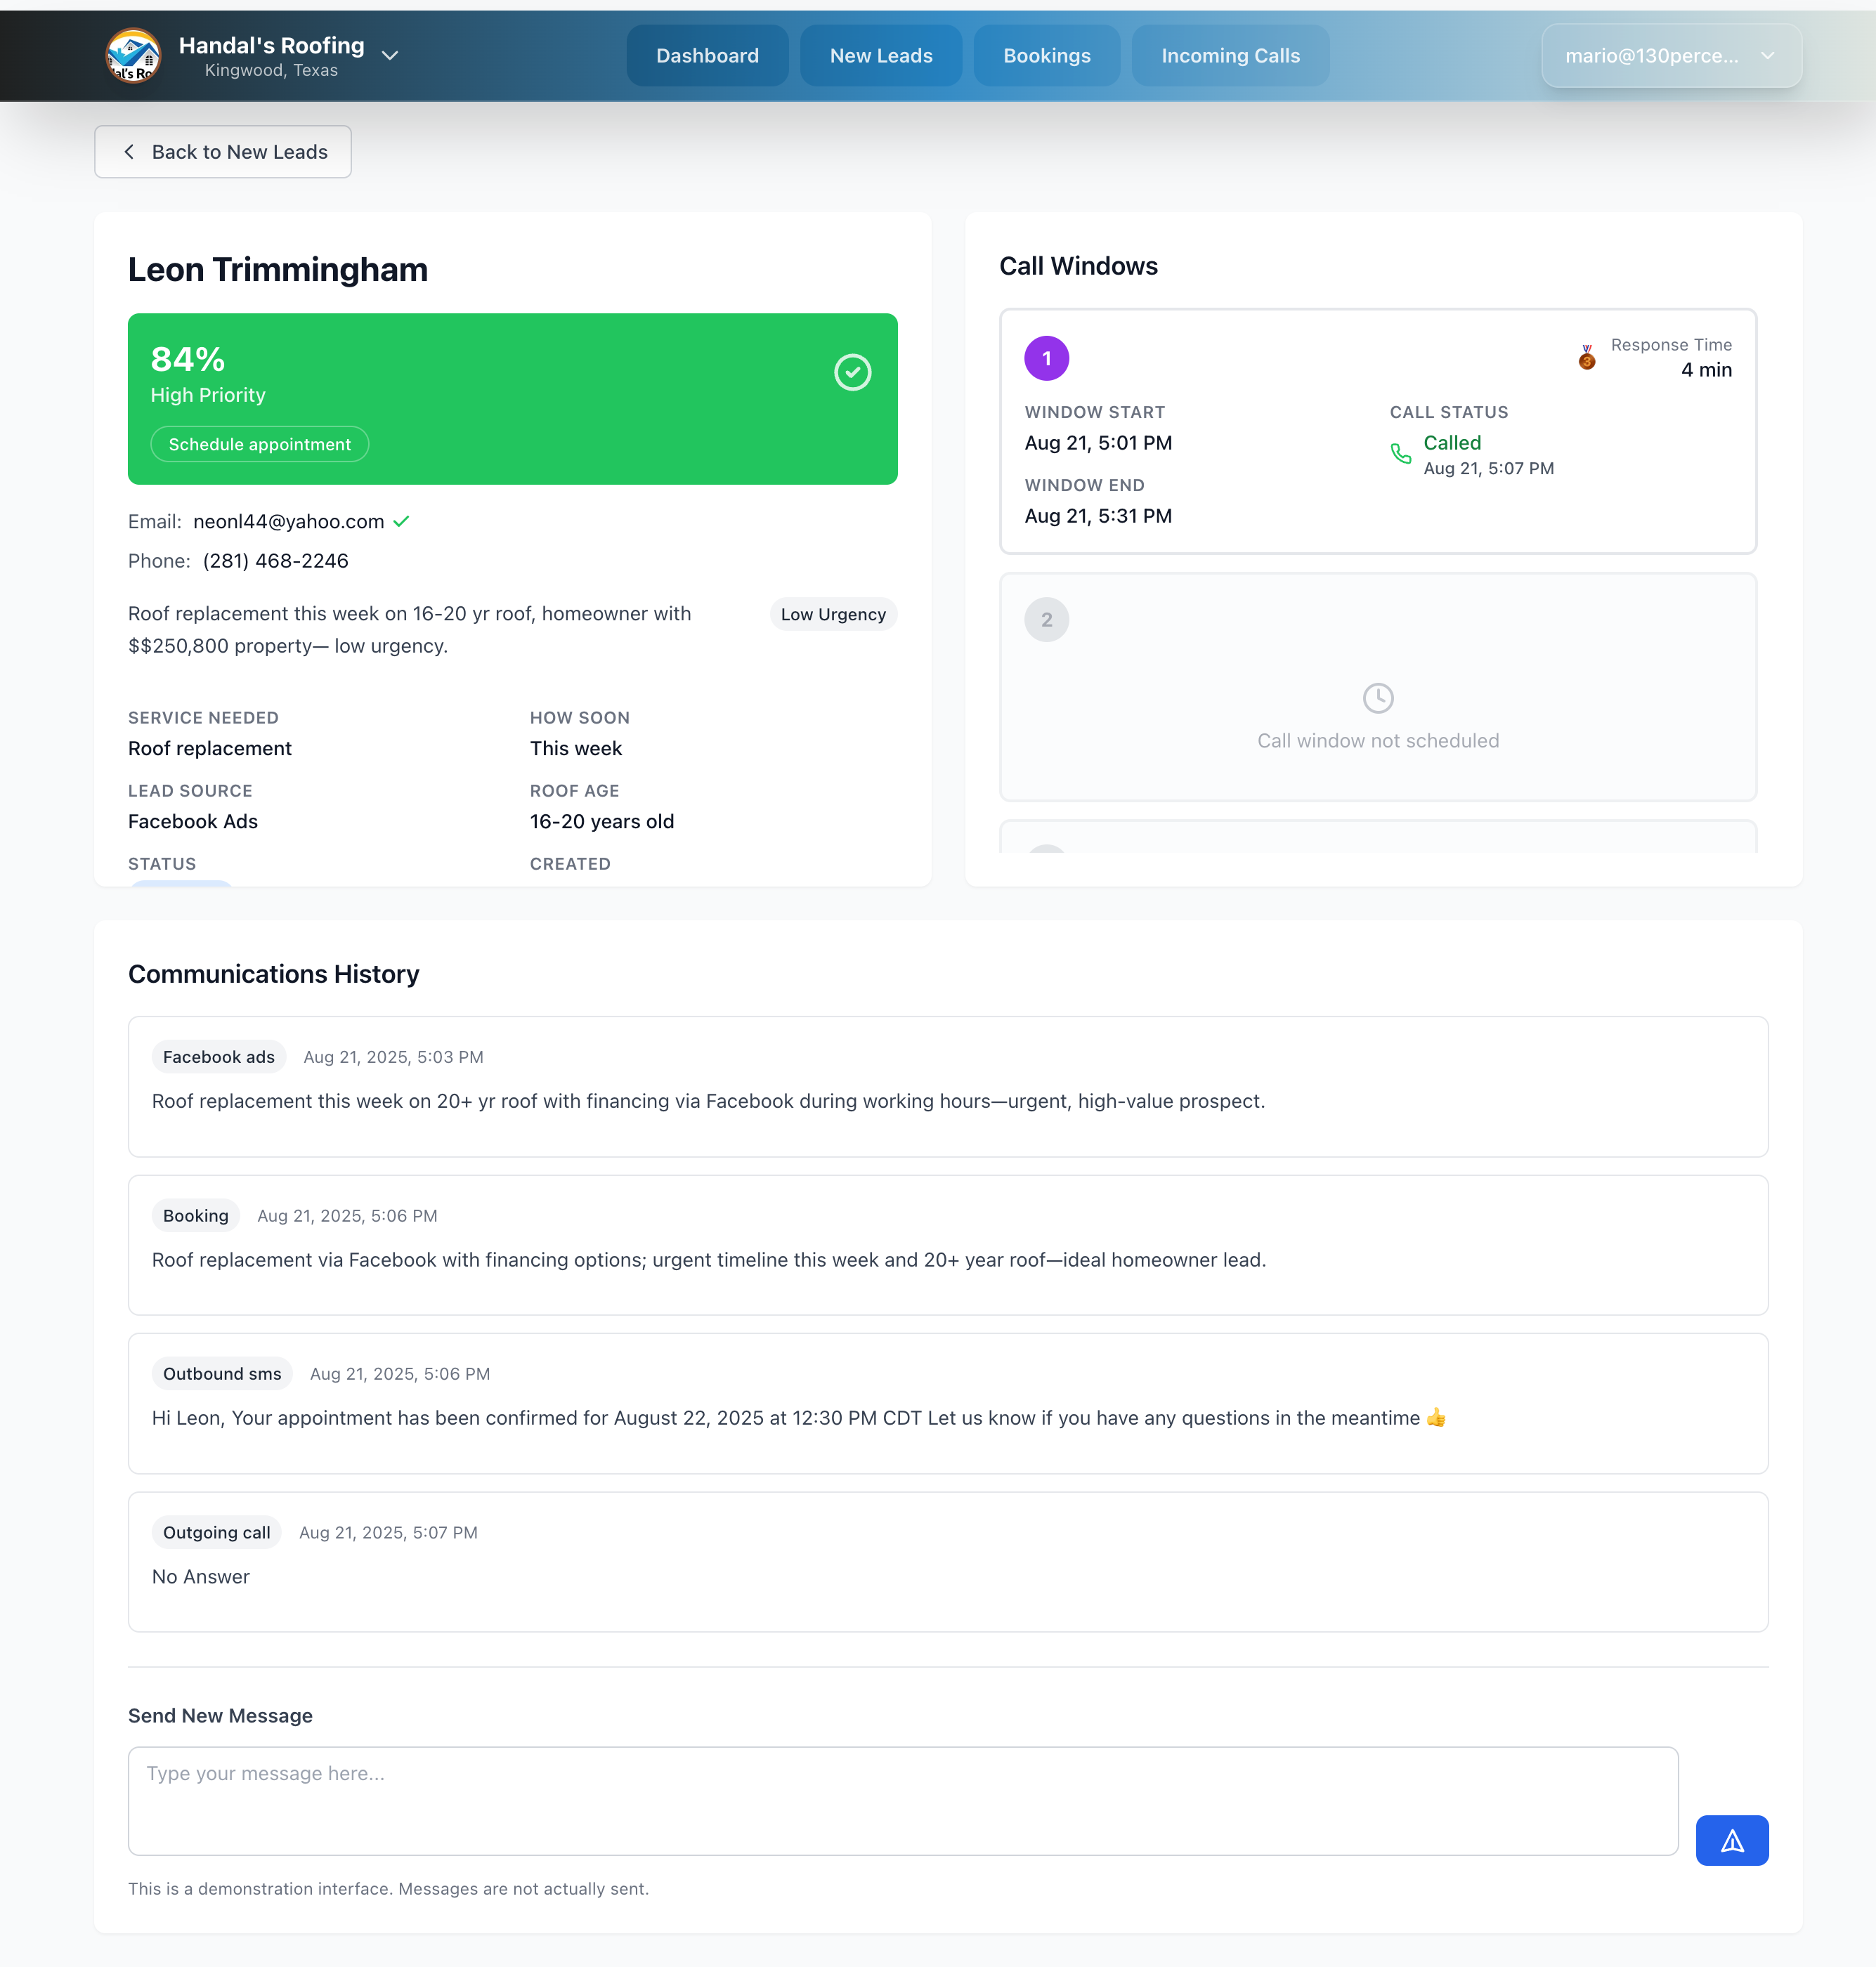 Handal's Roofing
Kingwood, Texas
al's Ro
Dashboard
New Leads
Bookings
Incoming Calls
mario@130perce...
Back to New Leads
Leon Trimmingham
84%
High Priority
Schedule appointment
Email: neonl44@yahoo.com
Phone: (281) 468-2246
Roof replacement this week on 16-20 yr roof, homeowner with
$$250,800 property— low urgency.
Low Urgency
SERVICE NEEDED
Roof replacement
HOW SOON
This week
LEAD SOURCE
Facebook Ads
ROOF AGE
16-20 years old
STATUS
CREATED
Call Windows
1
3
Response Time
4 min
WINDOW START
Aug 21, 5:01 PM
CALL STATUS
Called
Aug 21, 5:07 PM
WINDOW END
Aug 21, 5:31 PM
2
Call window not scheduled
Communications History
Facebook ads Aug 21, 2025, 5:03 PM
Roof replacement this week on 20+ yr roof with financing via Facebook during working hours—urgent, high-value prospect.
Booking Aug 21, 2025, 5:06 PM
Roof replacement via Facebook with financing options; urgent timeline this week and 20+ year roof—ideal homeowner lead.
Outbound sms Aug 21, 2025, 5:06 PM
Hi Leon, Your appointment has been confirmed for August 22, 2025 at 12:30 PM CDT Let us know if you have any questions in the meantime 👍
Outgoing call Aug 21, 2025, 5:07 PM
No Answer
Send New Message
Type your message here...
This is a demonstration interface. Messages are not actually sent.